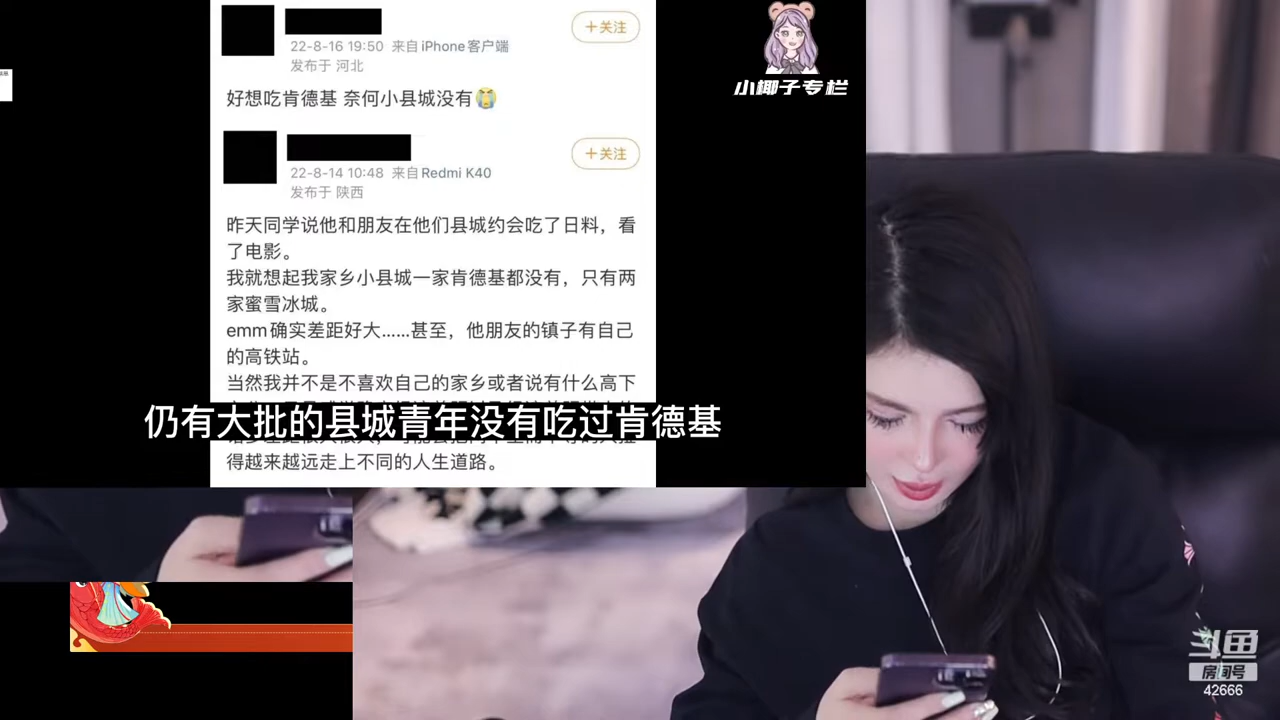 +关注
22-8-16 19:50 来自 iPhone客户端
发布于 河北
好想吃肯德基 奈何小县城没有
+关注
22-8-14 10:48 来自 Redmi K40
发布于 陕西
昨天同学说他和朋友在他们县城约会吃了日料，看
了电影。
我就想起我家乡小县城一家肯德基都没有，只有两
家蜜雪冰城。
emm确实差距好大……甚至，他朋友的镇子有自己
的高铁站。
当然我并不是不喜欢自己的家乡或者说有什么高下
仍有大批的县城青年没有吃过肯德基
得越来越远走上不同的人生道路。
小椰子专栏
斗鱼
房间号
42666